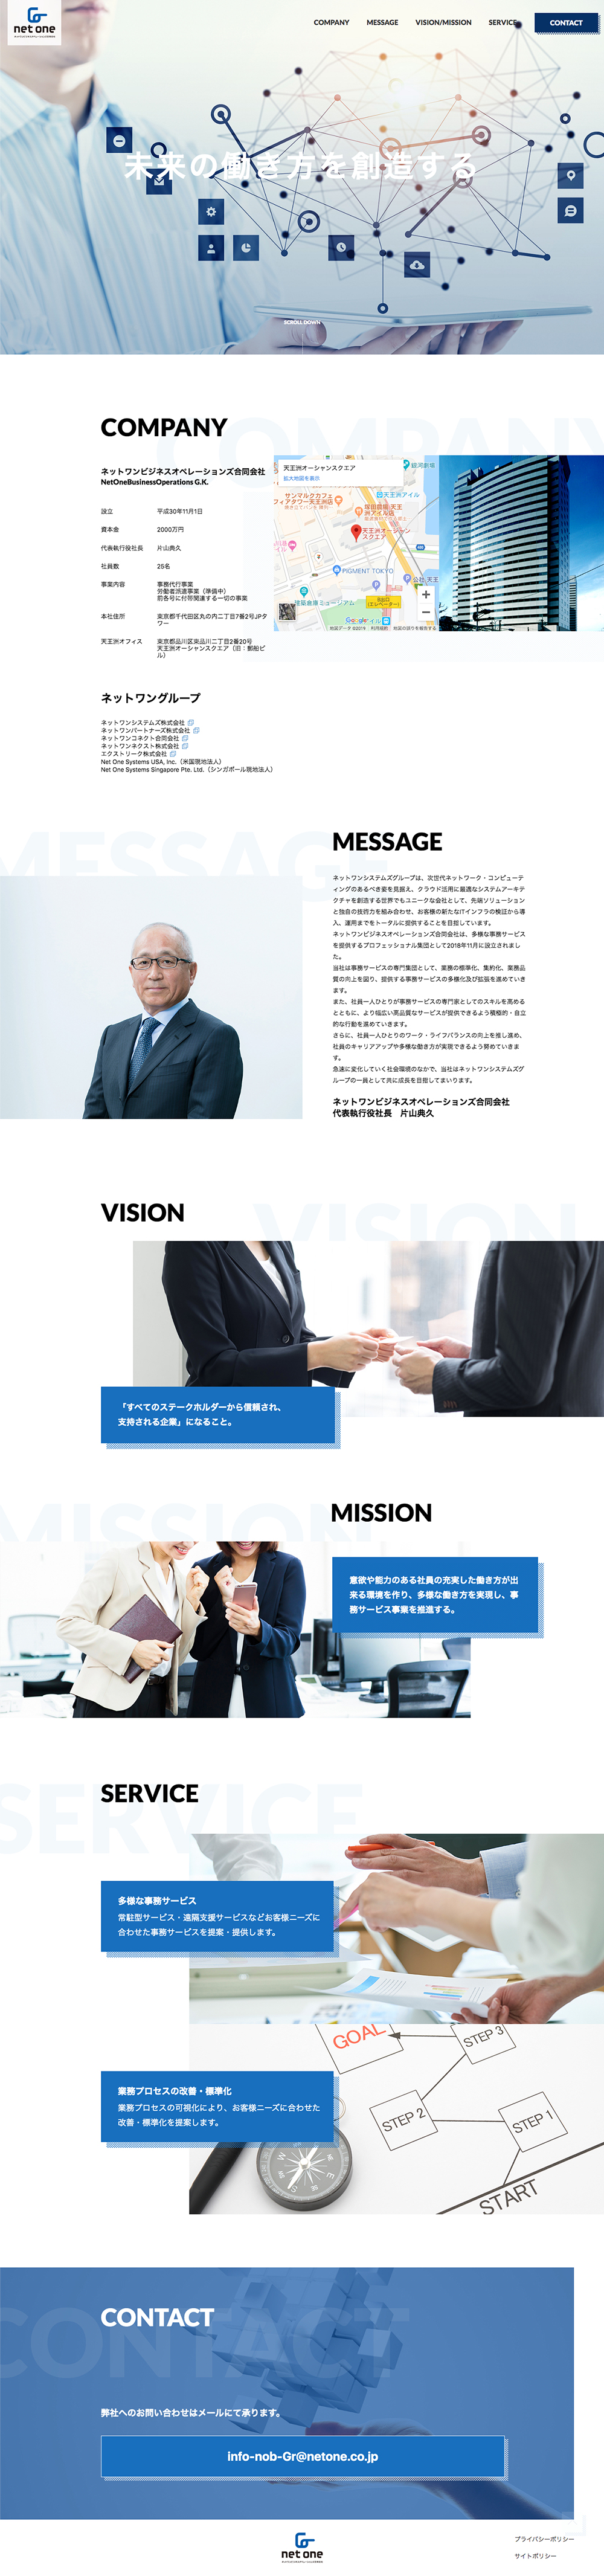 net one
COMPANY
MESSAGE
VISION/MISSION
SERVICE
CONTACT
未来の働き方を創造する
SCROLL DOWN
COMPANY
COMPANY
ネットワンビジネスオペレーションズ合同会社
NetOneBusinessOperations G.K.
設立 平成30年11月1日
資本金 2000万円
代表執行役社長 片山典久
社員数 25名
事業内容 事務代行事業
労働者派遣事業（準備中）
前各号に付帯関連する一切の事業
本社住所 東京都千代田区丸の内二丁目7番2号JPタ
ワー
天王洲オフィス 東京都品川区東品川二丁目2番20号
天王洲オーシャンスクエア（旧：郵船ビ
ル）
天王洲オーシャンスクエア
拡大地図を表示
銀河劇場
サンマルクカフェ
天王洲アイル
天王洲オーシャン
スクエア
PIGMENT TOKYO
建築倉庫ミュージアム
B出口
(エレベーター)
Google
地図データ ©2019
利用規約
地図の誤りを報告する
ネットワングループ
ネットワンシステムズ株式会社
ネットワンパートナーズ株式会社
ネットワンコネクト合同会社
ネットワンネクスト株式会社
エクストリーク株式会社
Net One Systems USA, Inc.（米国現地法人）
Net One Systems Singapore Pte. Ltd.（シンガポール現地法人）
MESSAGE
MESSAGE
ネットワンシステムズグループは、次世代ネットワーク・コンピューテ
ィングのあるべき姿を見据え、クラウド活用に最適なシステムアーキテ
クチャを創造する世界でもユニークな会社として、先端ソリューション
と独自の技術力を組み合わせ、お客様の新たなITインフラの検証から導
入、運用までをトータルに提供することを目指しています。
ネットワンビジネスオペレーションズ合同会社は、多様な事務サービス
を提供するプロフェッショナル集団として2018年11月に設立されまし
た。
当社は事務サービスの専門集団として、業務の標準化、集約化、業務品
質の向上を図り、提供する事務サービスの多様化及び拡張を進めていき
ます。
また、社員一人ひとりが事務サービスの専門家としてのスキルを高める
とともに、より幅広い高品質なサービスが提供できるよう積極的・自立
的な行動を進めていきます。
さらに、社員一人ひとりのワーク・ライフバランスの向上を推し進め、
社員のキャリアアップや多様な働き方が実現できるよう努めていきま
す。
急速に変化していく社会環境のなかで、当社はネットワンシステムズグ
ループの一員として共に成長を目指してまいります。
ネットワンビジネスオペレーションズ合同会社
代表執行役社長 片山典久
VISION
VISION
「すべてのステークホルダーから信頼され、
支持される企業」になること。
MISSION
MISSION
意欲や能力のある社員の充実した働き方が出
来る環境を作り、多様な働き方を実現し、事
務サービス事業を推進する。
SERVICE
SERVICE
多様な事務サービス
常駐型サービス・遠隔支援サービスなどお客様ニーズに
合わせた事務サービスを提案・提供します。
GOAL
STEP 3
STEP 2
STEP 1
START
業務プロセスの改善・標準化
業務プロセスの可視化により、お客様ニーズに合わせた
改善・標準化を提案します。
CONTACT
CONTACT
弊社へのお問い合わせはメールにて承ります。
info-nob-Gr@netone.co.jp
net one
プライバシーポリシー
サイトポリシー